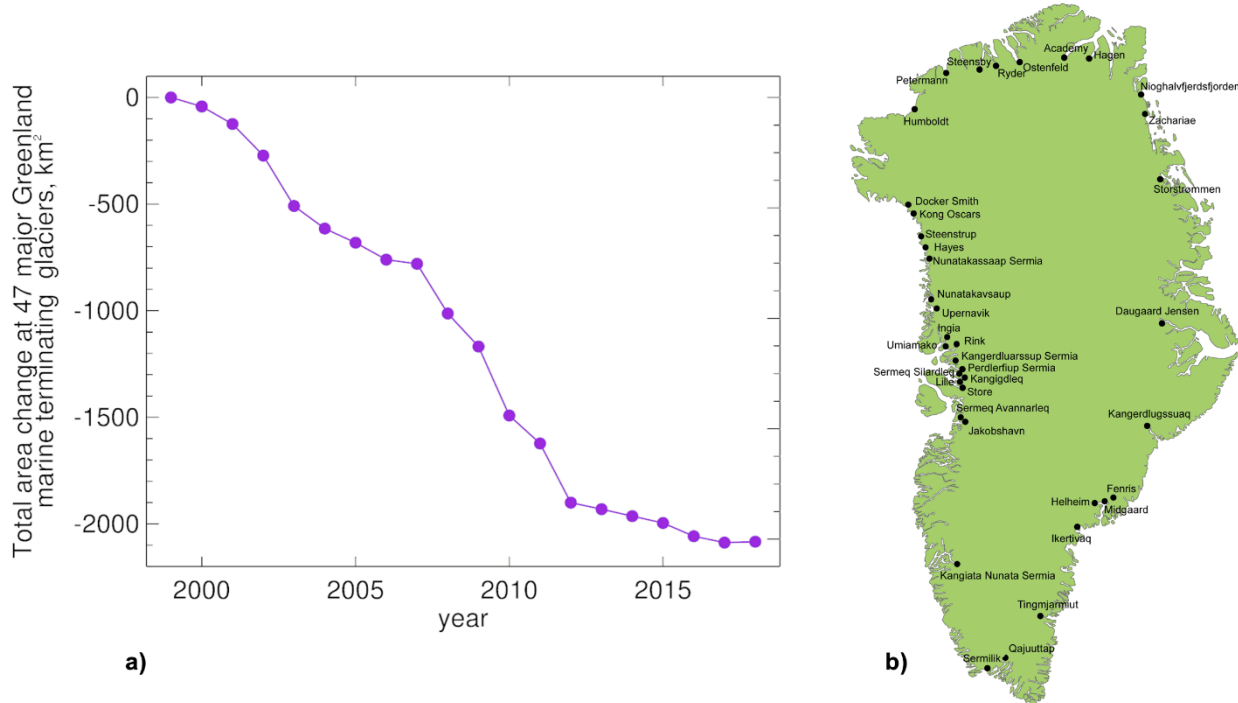 Total area change at 47 major Greenland
marine terminating glaciers, km²
0
-500
-1000
-1500
-2000
2000
2005
2010
2015
year
a)
Academy
Hagen
Steensby
Ostenfeld
Ryder
Petermann
Nioghalvfjerdsfjorden
Humboldt
Zachariae
Storstrømmen
Docker Smith
Kong Oscars
Steenstrup
Hayes
Nunatakassaap Sermia
Nunatakavsaup
Upernavik
Daugaard Jensen
Ingia
Rink
Umiamako
Kangerdluarssup Sermia
Perdlerfiup Sermia
Sermeq Silardleq
Kangigdleq
Lille
Store
Sermeq Avannarleq
Kangerdlugssuaq
Jakobshavn
Fenris
Helheim
Midgaard
Ikertivaq
Kangiata Nunata Sermia
Tingmjarmiut
Qajuuttap
Sermilik
b)